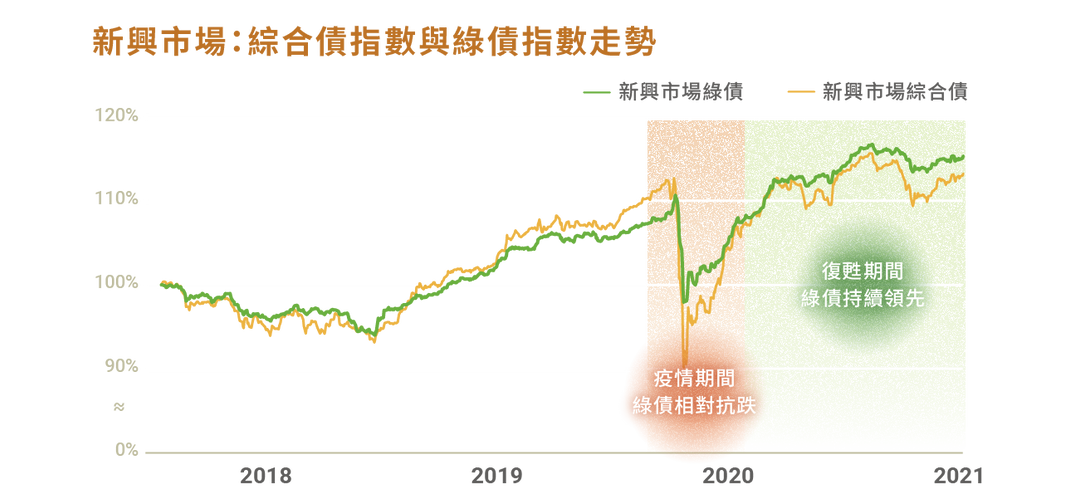 新興市場：綜合債指數與綠債指數走勢
新興市場綠債
新興市場綜合債
120%
110%
100%
90%
≈
0%
復甦期間
綠債持續領先
疫情期間
綠債相對抗跌
2018
2019
2020
2021